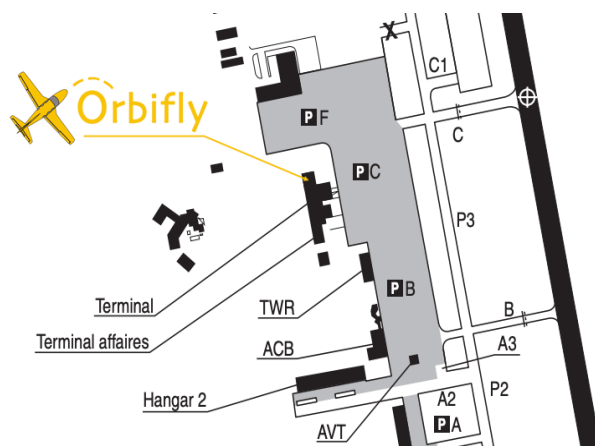 X
C1
Orbifly
P F
C
P C
P3
P B
B
Terminal
TWR
Terminal affaires
ACB
A3
P2
Hangar 2
A2
P A
AVT